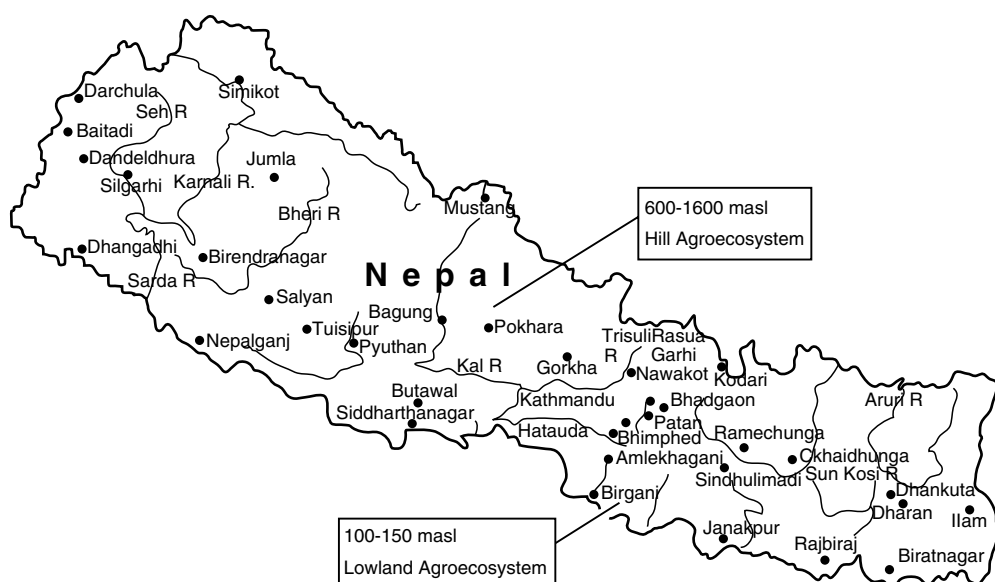 Darchula
Simikot
Seh R
Baitadi
Dandeldhura
Silgarhi
Karnali R.
Jumla
Bheri R
Mustang
600-1600 masl
Hill Agroecosystem
Dhangadhi
Birendranagar
Sarda R
Nepal
Salyan
Bagung
Tuisipur
Pokhara
Nepalganj
Pyuthan
Trisuli
R
Rasua
Garhi
Kal R
Gorkha
Nawakot
Kodari
Butawal
Kathmandu
Bhadgaon
Aruri R
Siddharthanagar
Patan
Hatauda
Bhimphed
Ramechunga
Amlekhaganj
Ckhaidhunga
Sindhulimadi
Sun Kosi R
Birganj
Dhankuta
Dharan
Ilam
100-150 masl
Lowland Agroecosystem
Janakpur
Rajbiraj
Biratnagar